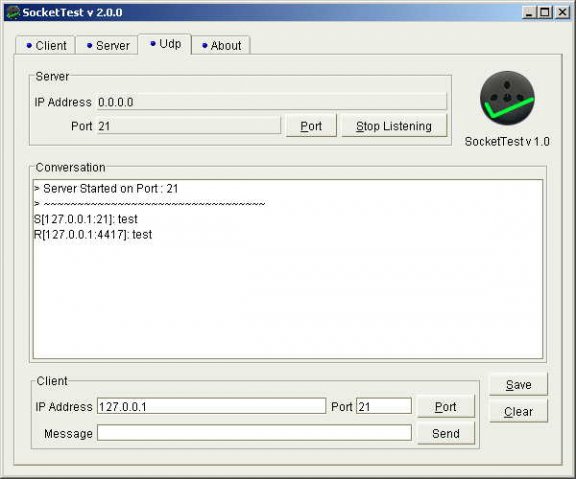 SocketTest v 2.0.0
Client Server Udp About
Server
IP Address 0.0.0.0
Port 21 Port Stop Listening
SocketTest v 1.0
Conversation
> Server Started on Port : 21
> ~~~~~~~~~~~~~~~~~~~~~~~~~~~~~~~~~
S[127.0.0.1:21]: test
R[127.0.0.1:4417]: test
Client
IP Address 127.0.0.1 Port 21 Port
Message Send
Save
Clear